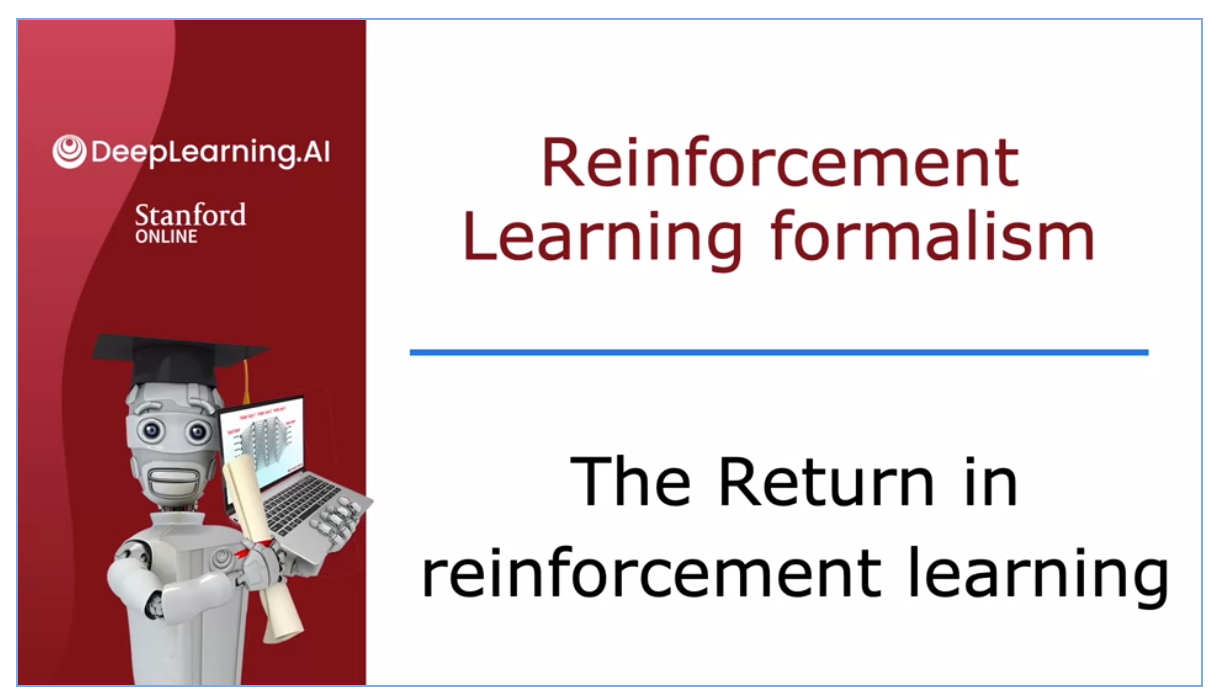 DeepLearning.AI
Stanford
ONLINE
Reinforcement
Learning formalism
The Return in
reinforcement learning